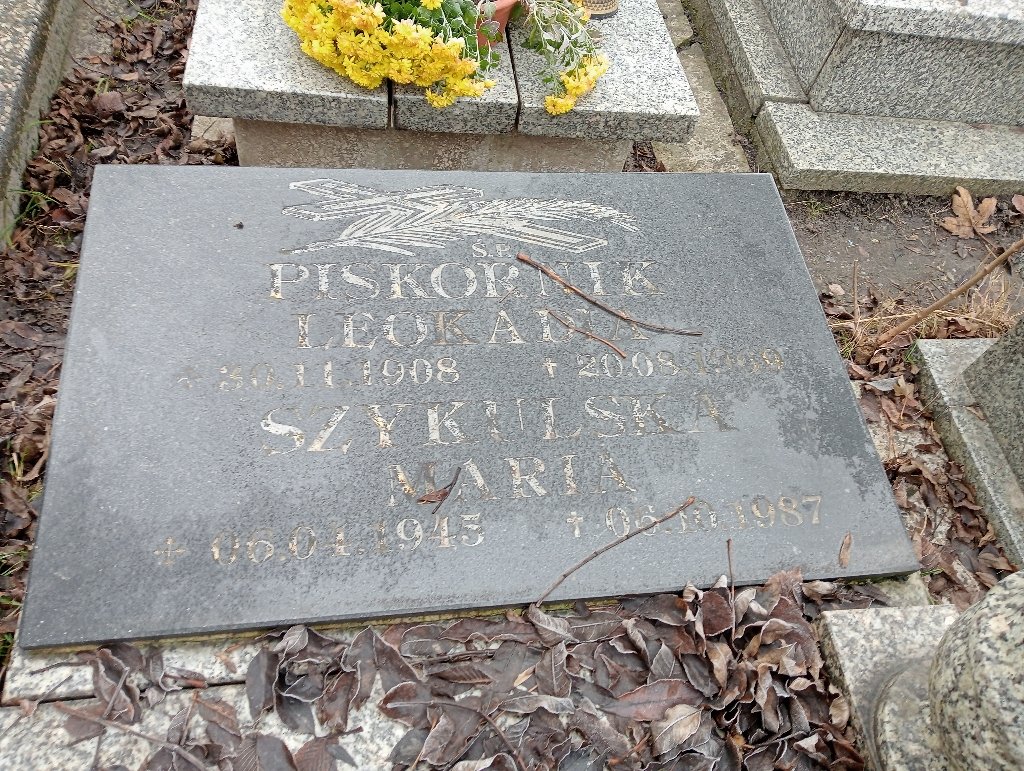 Ś.P.
PISKORNIK
LEOKADIA
+ 30.11.1908 † 20.08.1969
SZYKULSKA
MARIA
+ 06.04.1945 † 06.10.1987